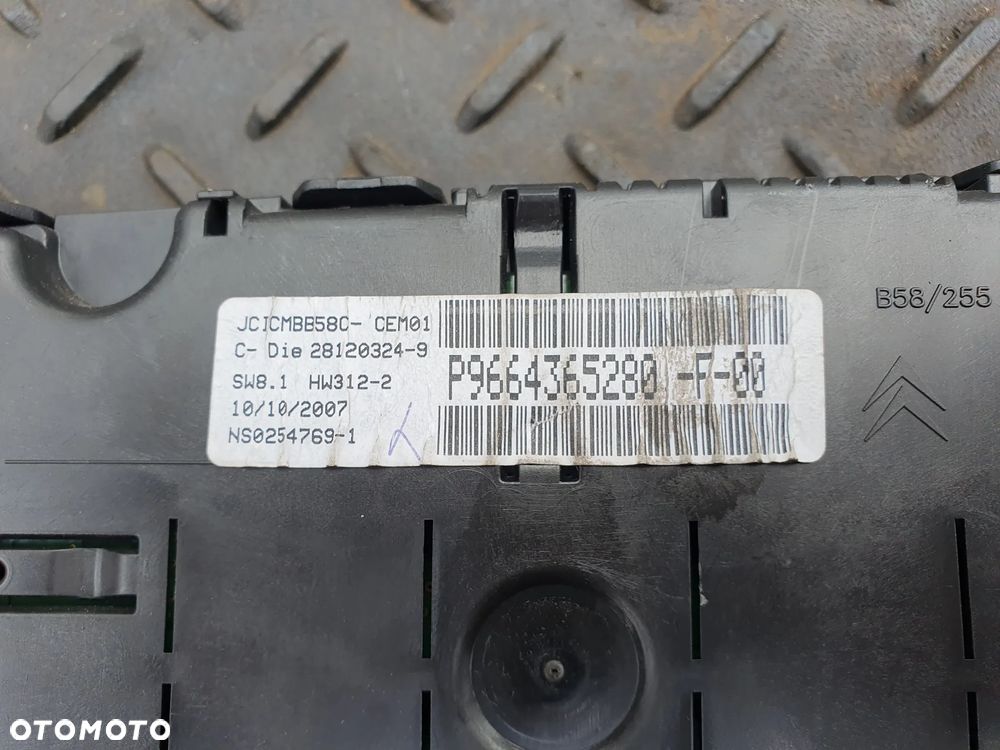 JCICMBB58C- CEM01
C- Die 28120324-9
SW8.1 HW312-2
10/10/2007
NS0254769-1
P9664365280 -F-00
B58/255
OTOMOTO